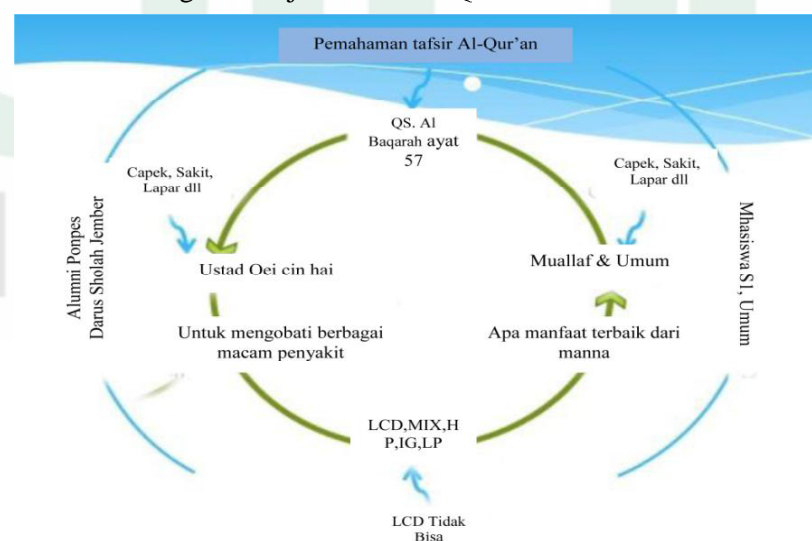 Pemahaman tafsir Al-Qur’an
QS. Al
Baqarah ayat
57
Capek, Sakit,
Lapar dll
Capek, Sakit,
Lapar dll
Alumni Ponpes
Darus Sholah Jember
Mhasiswa S1, Umum
Ustad Oei cin hai
Muallaf & Umum
Untuk mengobati berbagai
macam penyakit
Apa manfaat terbaik dari
manna
LCD,MIX,H
P,IG,LP
LCD Tidak
Bisa